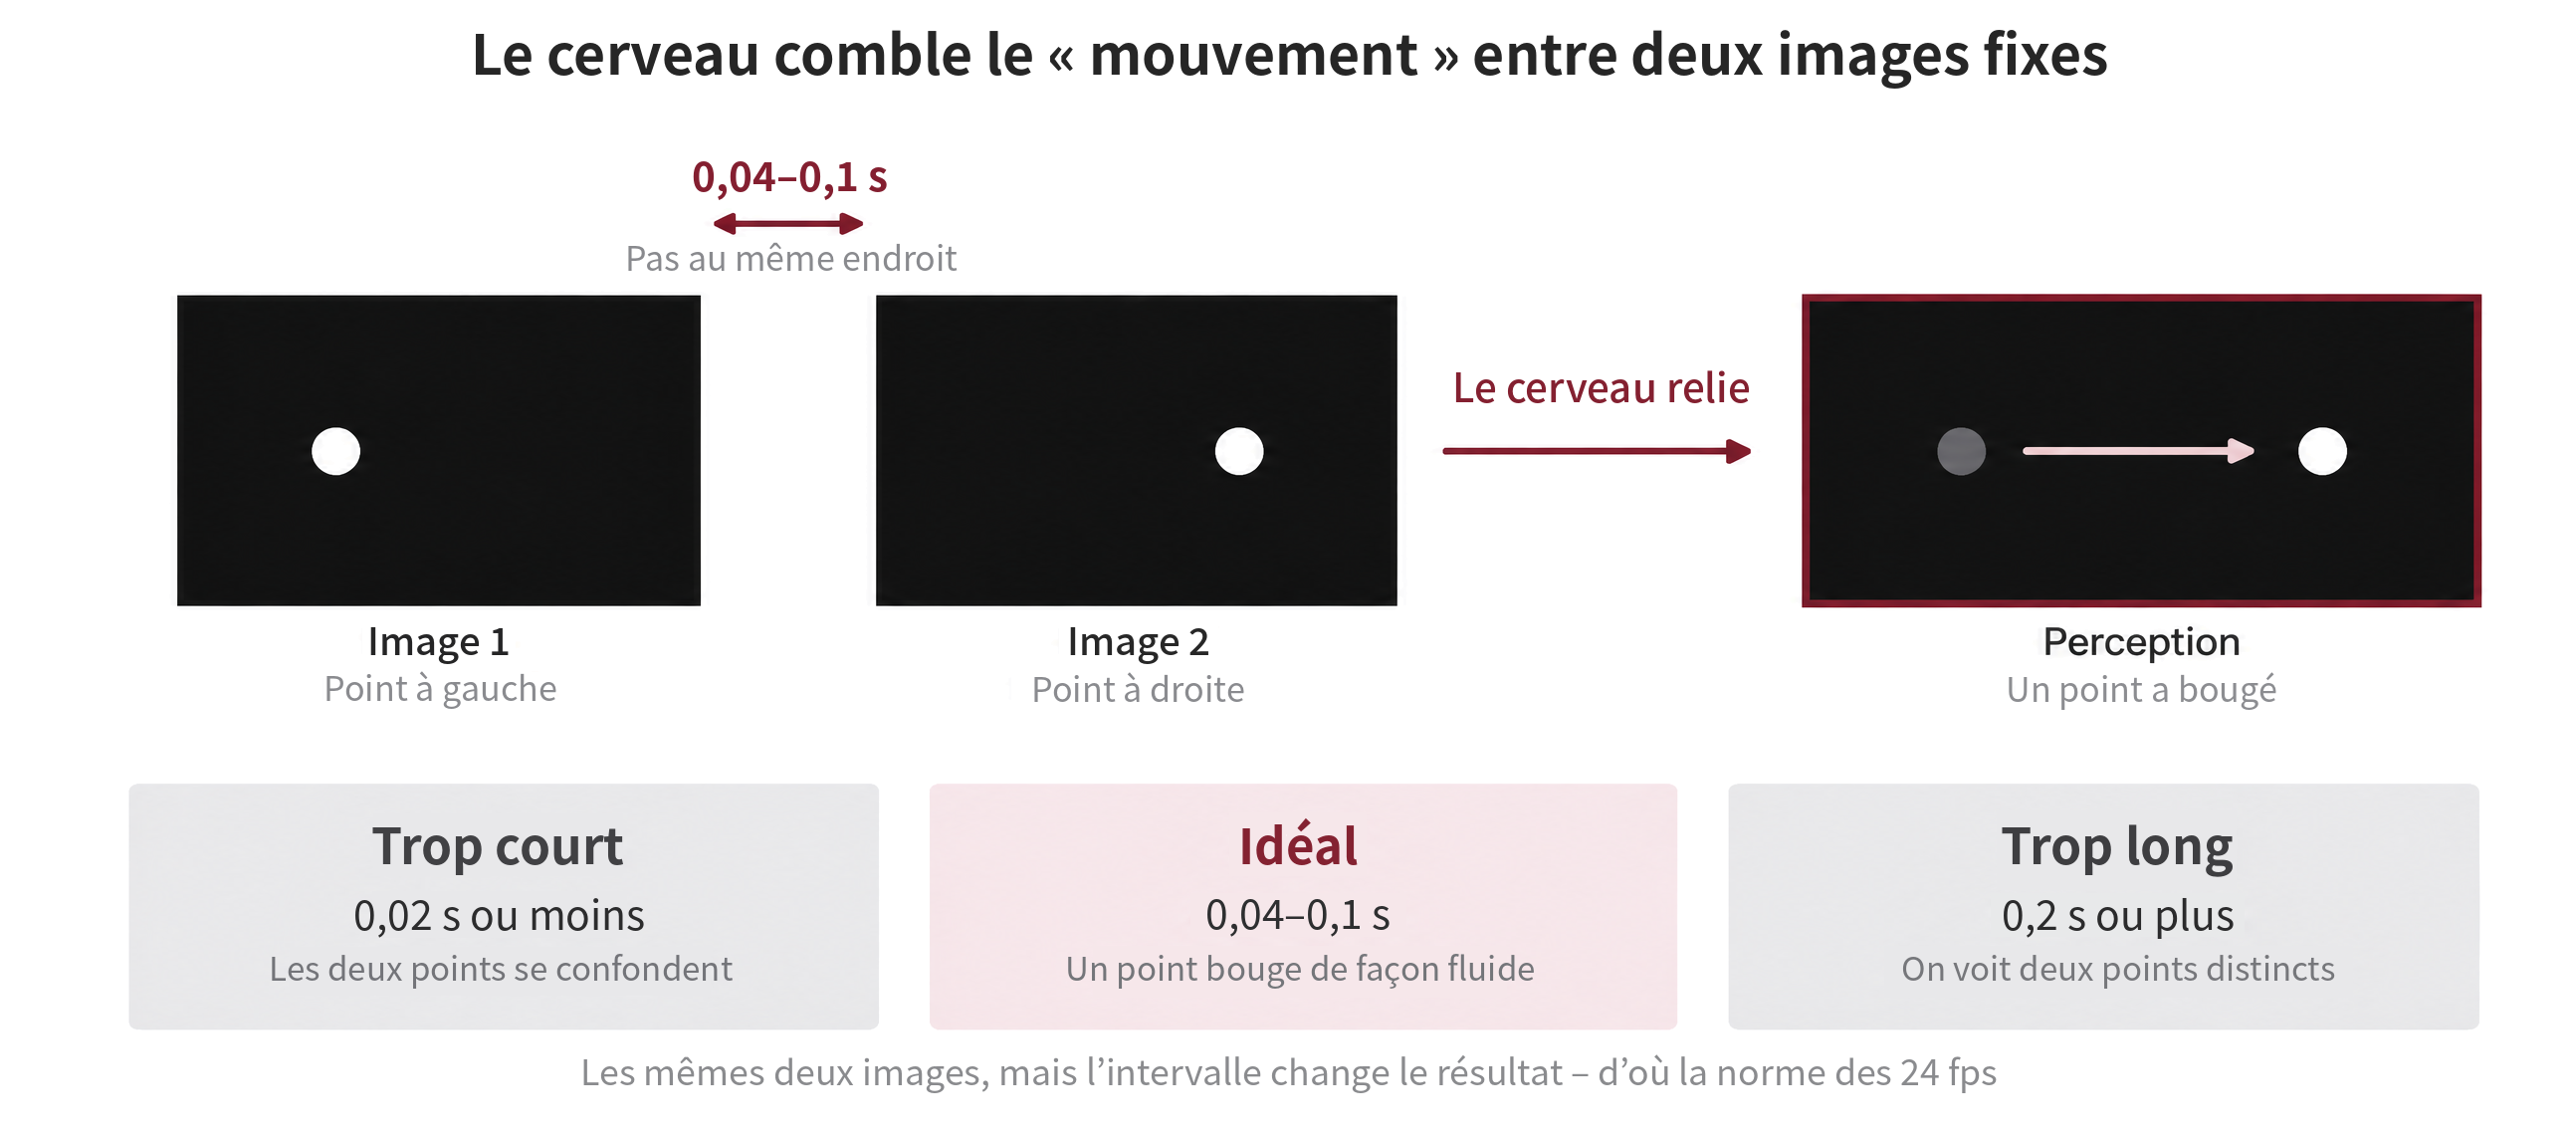 Le cerveau comble le « mouvement » entre deux images fixes
0,04–0,1 s
Pas au même endroit
Le cerveau relie
Image 1
Point à gauche
Image 2
Point à droite
Perception
Un point a bougé
Trop court
0,02 s ou moins
Les deux points se confondent
Idéal
0,04–0,1 s
Un point bouge de façon fluide
Trop long
0,2 s ou plus
On voit deux points distincts
Les mêmes deux images, mais l’intervalle change le résultat – d’où la norme des 24 fps